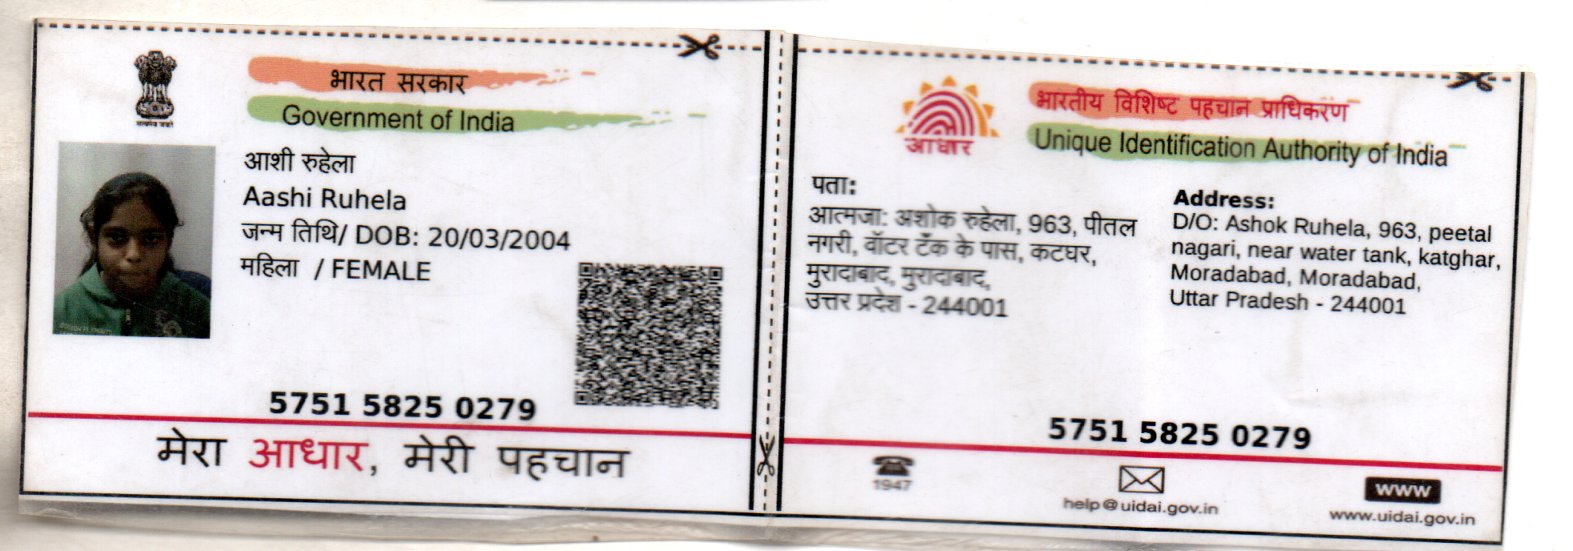 भारत सरकार
Government of India
आशी रुहेला
Aashi Ruhela
जन्म तिथि/ DOB: 20/03/2004
महिला / FEMALE
5751 5825 0279
मेरा आधार, मेरी पहचान
भारतीय विशिष्ट पहचान प्राधिकरण
Unique Identification Authority of India
आधार
पता:
आत्मजा: अशोक रुहेला, 963, पीतल
नगरी, वॉटर टैंक के पास, कटघर,
मुरादाबाद, मुरादाबाद,
उत्तर प्रदेश - 244001
Address:
D/O: Ashok Ruhela, 963, peetal
nagari, near water tank, katghar,
Moradabad, Moradabad,
Uttar Pradesh - 244001
5751 5825 0279
1947
help@uidai.gov.in
www
www.uidai.gov.in